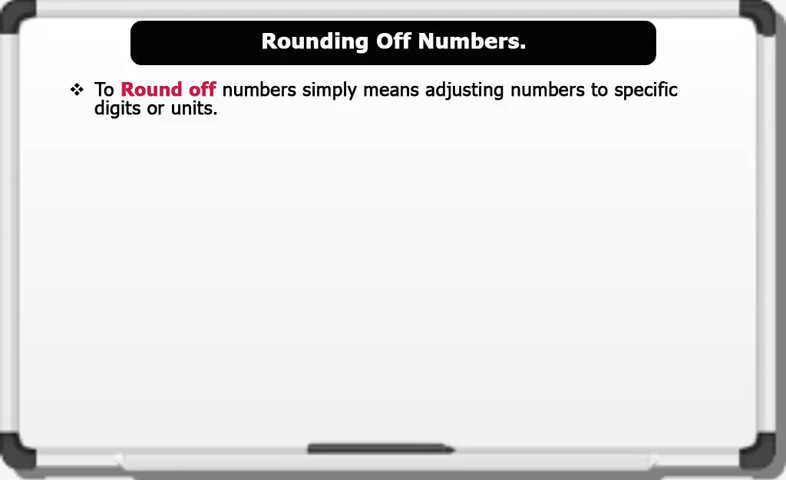 Rounding Off Numbers.
❖ To Round off numbers simply means adjusting numbers to specific
digits or units.